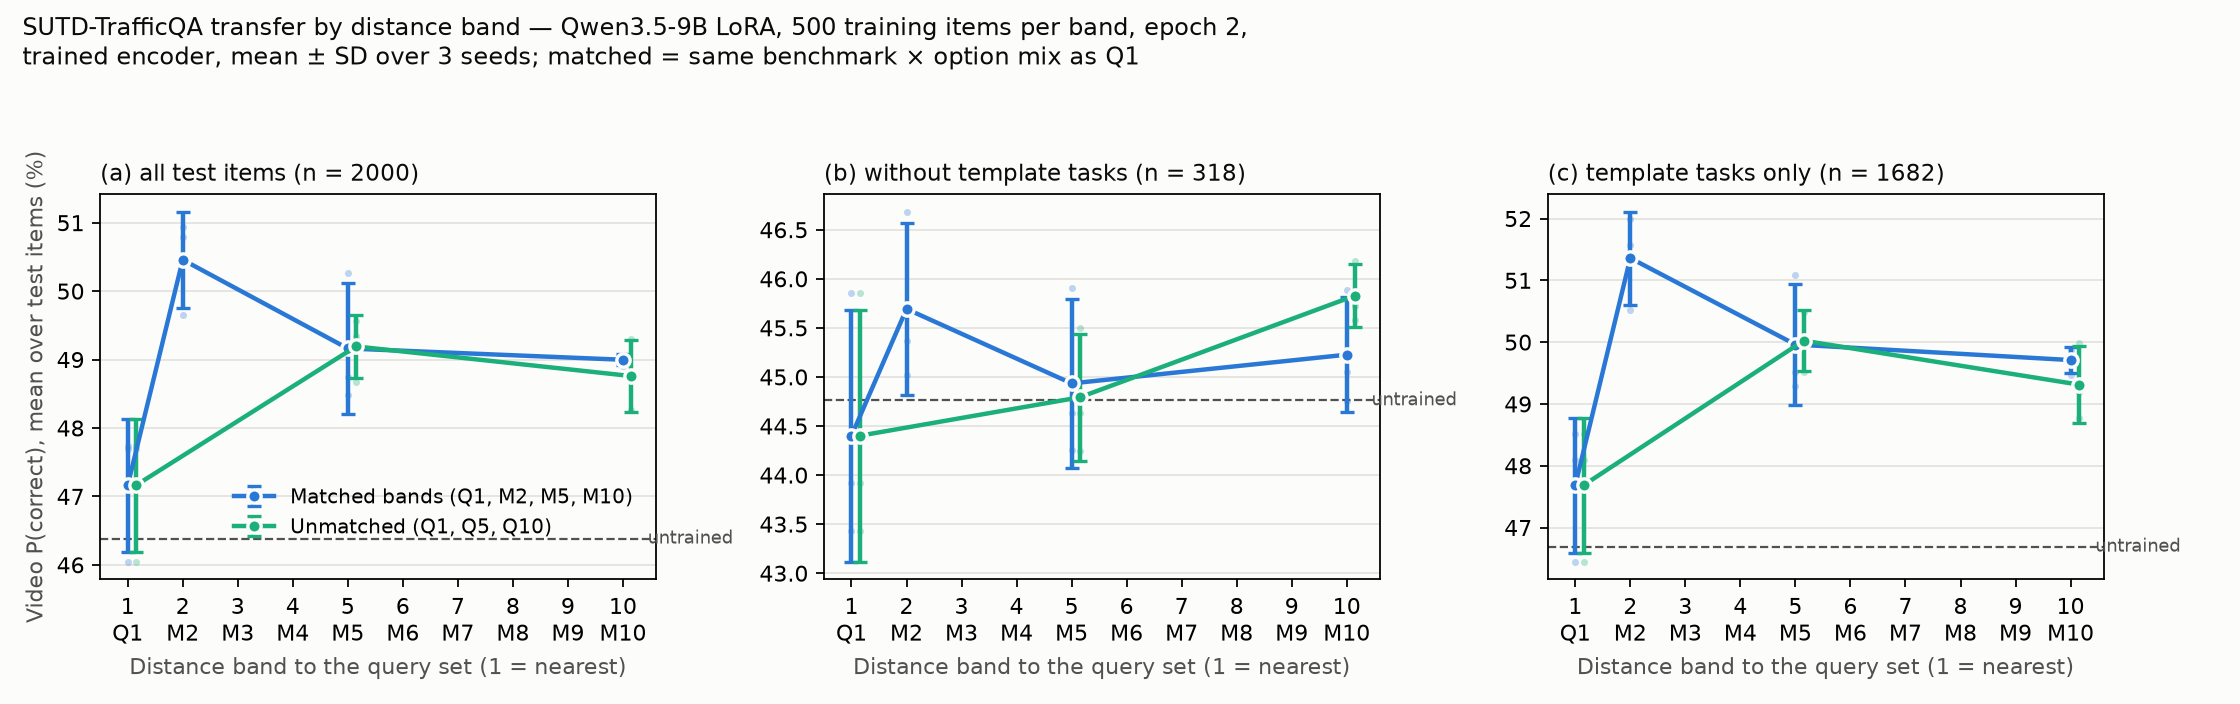 SUTD-TrafficQA transfer by distance band — Qwen3.5-9B LoRA, 500 training items per band, epoch 2,
trained encoder, mean ± SD over 3 seeds; matched = same benchmark × option mix as Q1
Video P(correct), mean over test items (%)
(a) all test items (n = 2000)
51
50
49
48
47
46
Matched bands (Q1, M2, M5, M10)
Unmatched (Q1, Q5, Q10)
untrained
1 2 3 4 5 6 7 8 9 10
Q1 M2 M3 M4 M5 M6 M7 M8 M9 M10
Distance band to the query set (1 = nearest)
(b) without template tasks (n = 318)
46.5
46.0
45.5
45.0
44.5
44.0
43.5
43.0
untrained
1 2 3 4 5 6 7 8 9 10
Q1 M2 M3 M4 M5 M6 M7 M8 M9 M10
Distance band to the query set (1 = nearest)
(c) template tasks only (n = 1682)
52
51
50
49
48
47
untrained
1 2 3 4 5 6 7 8 9 10
Q1 M2 M3 M4 M5 M6 M7 M8 M9 M10
Distance band to the query set (1 = nearest)